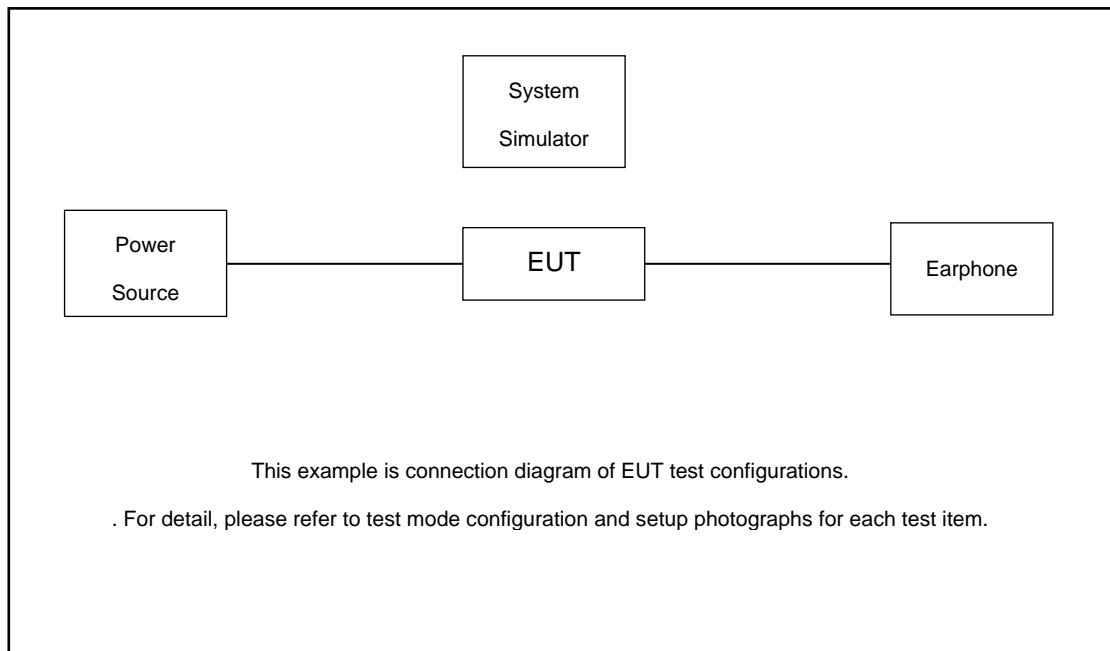 System
Simulator
Power
Source
EUT
Earphone
This example is connection diagram of EUT test configurations.
. For detail, please refer to test mode configuration and setup photographs for each test item.